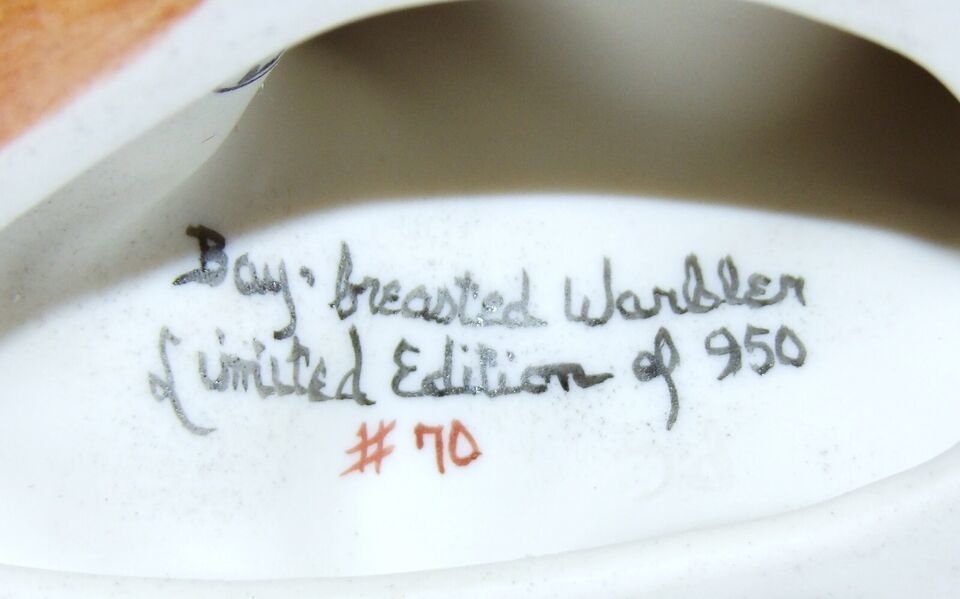 Bay-breasted Warbler
Limited Edition of 950
#70